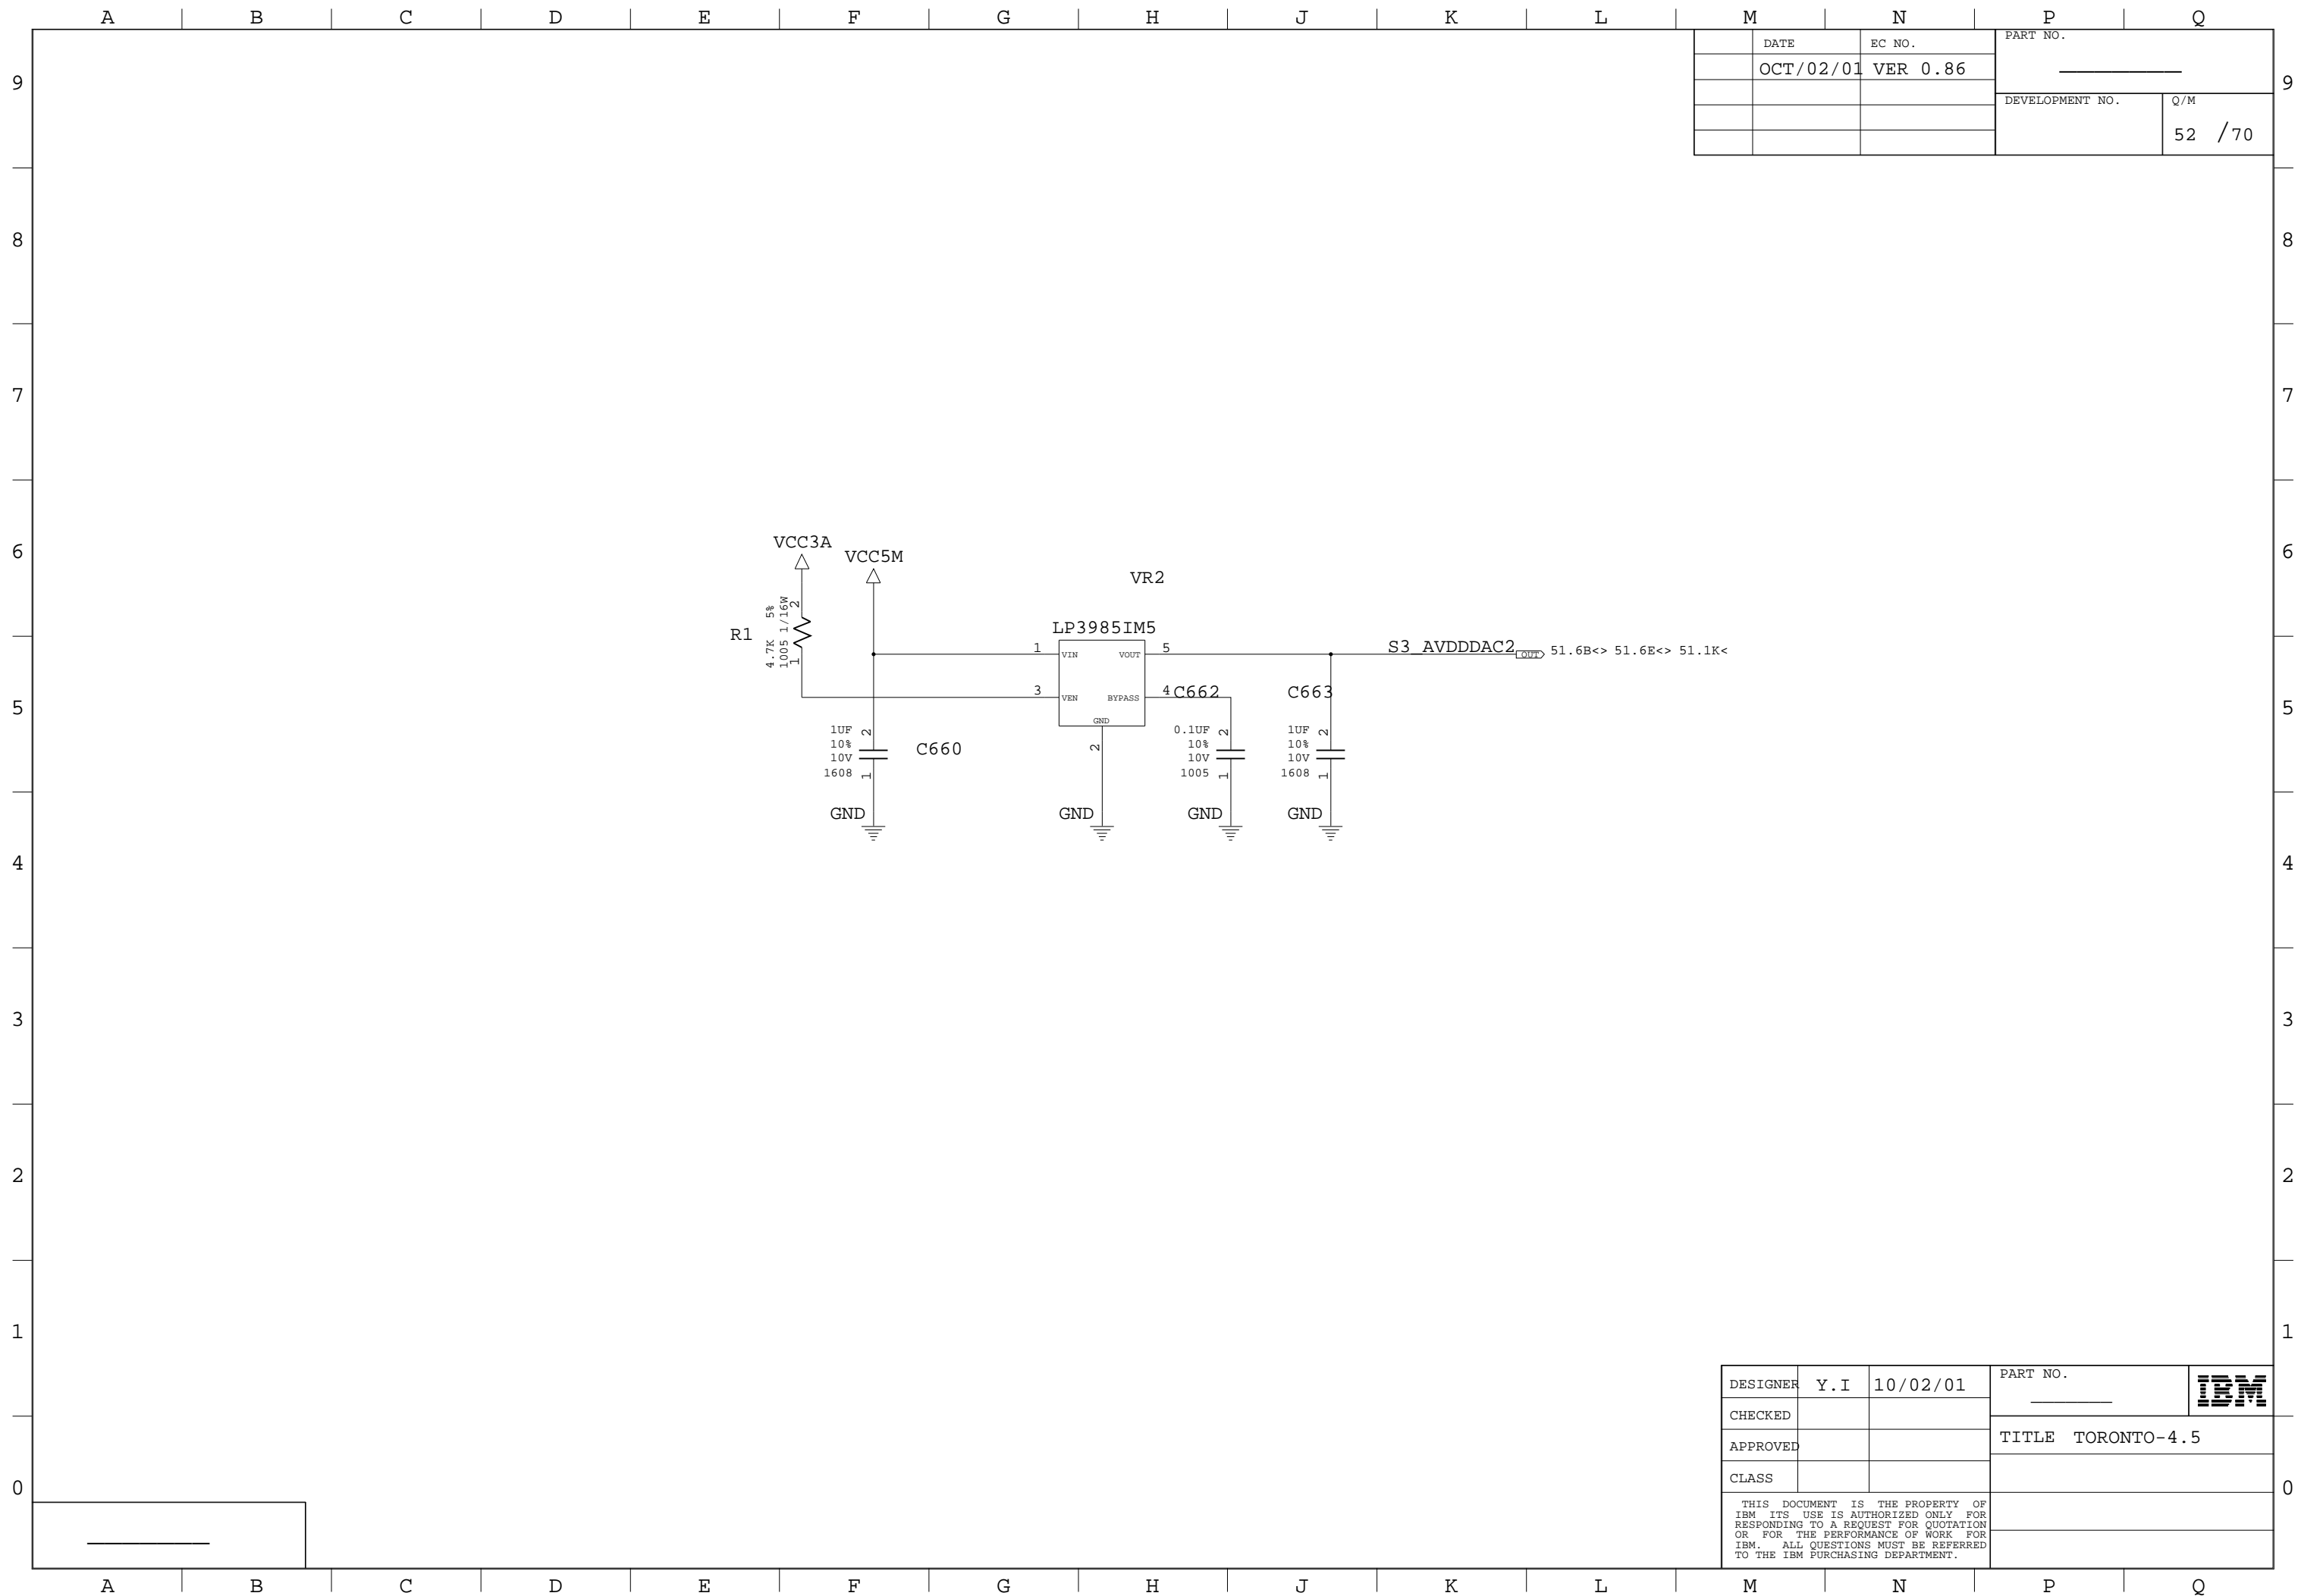 A B C D E F G H J K L M N P Q
DATE EC NO. PART NO.
OCT/02/01 VER 0.86
DEVELOPMENT NO. Q/M
52 /70
9 9
8 8
7 7
6 6
VCC3A
VCC5M
VR2
R1
4.7K 5%
1005 1/16W
2
1
LP3985IM5
1 VIN VOUT 5
S3_AVDDDAC2 OUT 51.6B<> 51.6E<> 51.1K<
3 VEN BYPASS 4
GND
2
C662
C663
5 5
1UF
10%
10V
1608
2
1
C660
0.1UF
10%
10V
1005
2
1
1UF
10%
10V
1608
2
1
GND GND GND GND
4 4
3 3
2 2
1 1
DESIGNER Y.I 10/02/01
CHECKED
APPROVED
CLASS
PART NO.
IBM
TITLE TORONTO-4.5
0 0
THIS DOCUMENT IS THE PROPERTY OF
IBM ITS USE IS AUTHORIZED ONLY FOR
RESPONDING TO A REQUEST FOR QUOTATION
OR FOR THE PERFORMANCE OF WORK FOR
IBM. ALL QUESTIONS MUST BE REFERRED
TO THE IBM PURCHASING DEPARTMENT.
A B C D E F G H J K L M N P Q